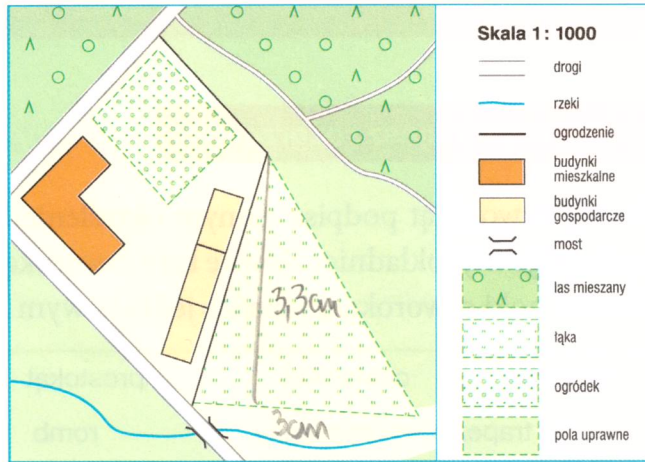 Skala 1 : 1000
drogi
rzeki
ogrodzenie
budynki
mieszkalne
budynki
gospodarcze
most
las mieszany
łąka
ogródek
pola uprawne
3,3cm
3cm